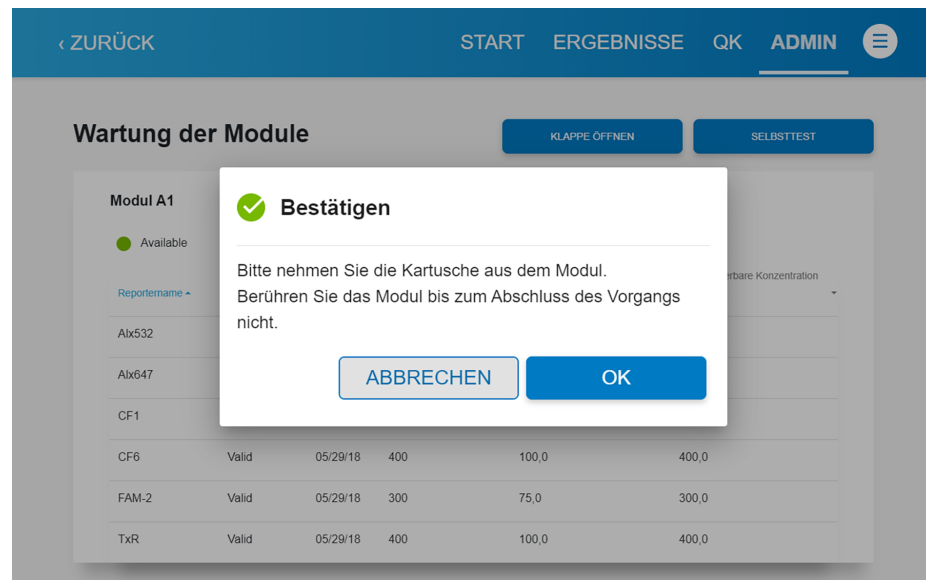 ‹ ZURÜCK START ERGEBNISSE QK ADMIN
Wartung der Module KLAPPE ÖFFNEN SELBSTTEST
Modul A1
Available
Bestätigen
Bitte nehmen Sie die Kartusche aus dem Modul.
Berühren Sie das Modul bis zum Abschluss des Vorgangs
nicht.
ABBRECHEN OK
Konzentration
Reportername
Alx532
Alx647
CF1
CF6 Valid 05/29/18 400 100,0 400,0
FAM-2 Valid 05/29/18 300 75,0 300,0
TxR Valid 05/29/18 400 100,0 400,0